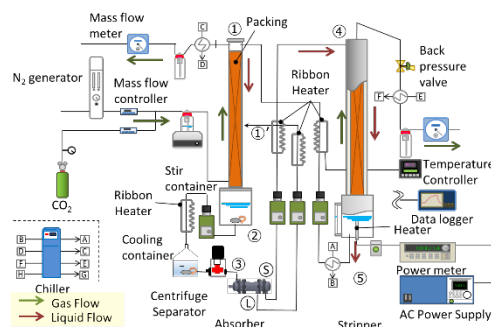 Mass flow
meter
C
D
①
Packing
④
Back
pressure
valve
N₂ generator
Mass flow
controller
Ribbon
Heater
F
E
①'
Temperature
Controller
CO₂
Stir
container
Ribbon
Heater
②
Data logger
Heater
Cooling
container
A
B
③
S
L
⑤
Power meter
Centrifuge
Separator
AC Power Supply
B
A
D
C
F
E
H
G
Chiller
Gas Flow
Liquid Flow
Absorber
Stripper